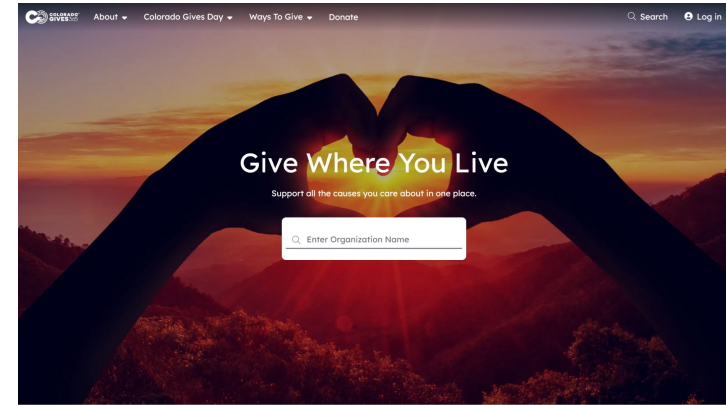 COLORADO GIVES
About
Colorado Gives Day
Ways To Give
Donate
Search
Log in
Give Where You Live
Support all the causes you care about in one place.
Enter Organization Name